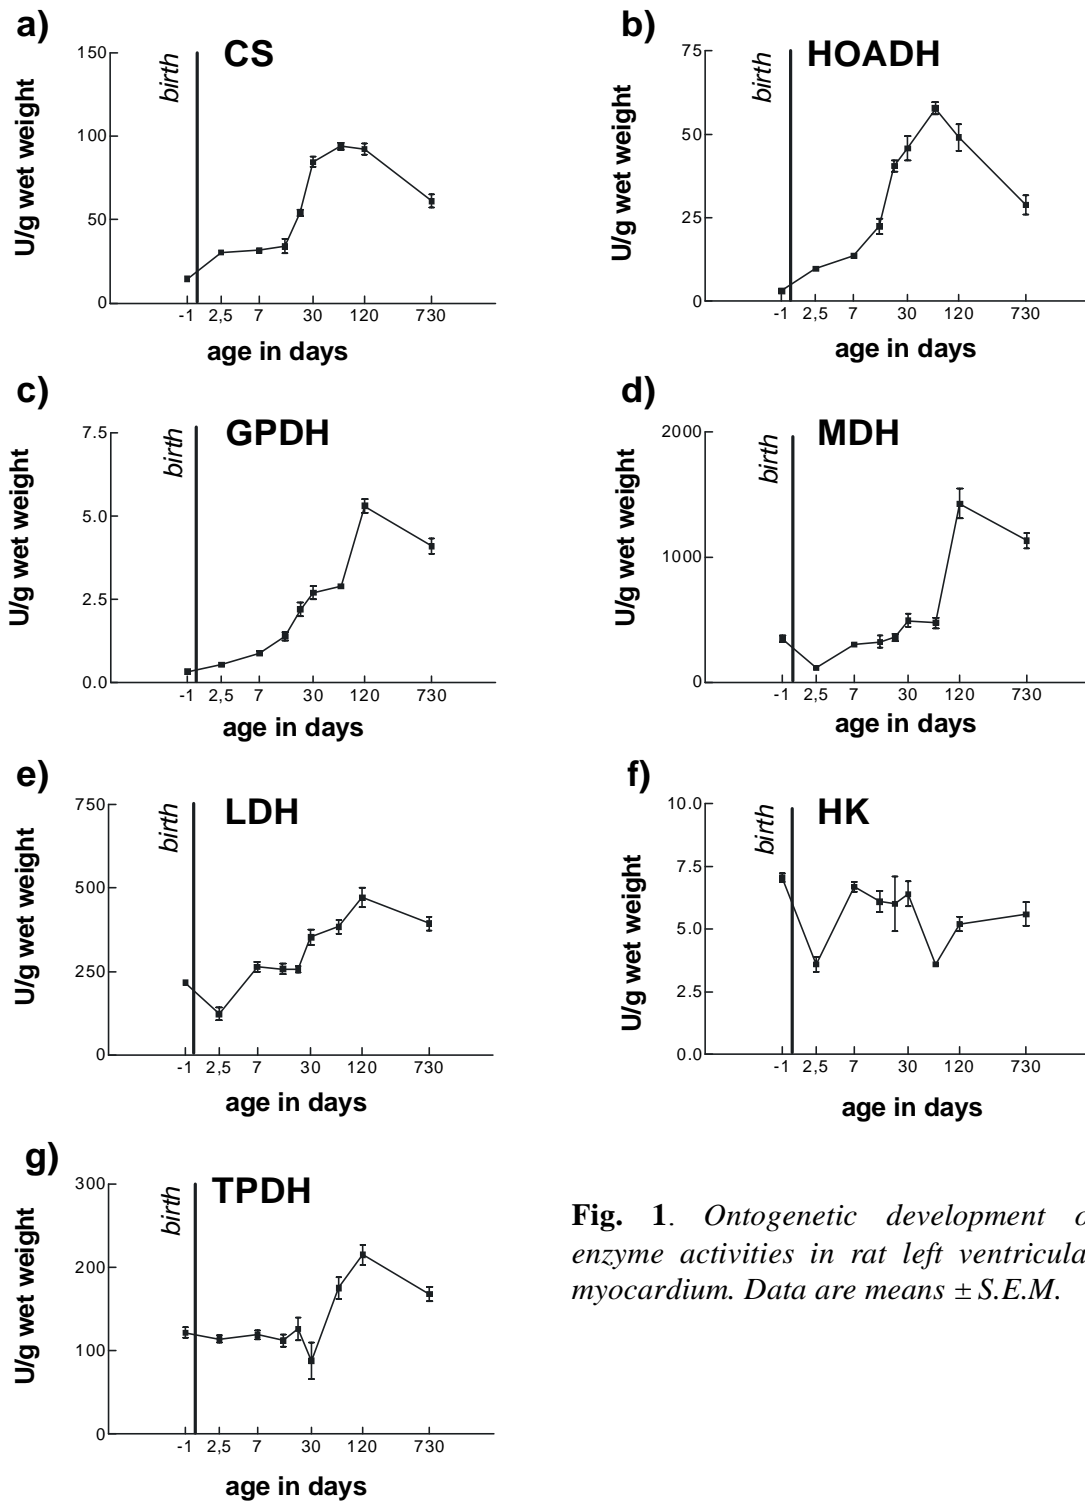 a)
CS
birth
U/g wet weight
150
100
50
0
-1 2,5 7 30 120 730
age in days
b)
HOADH
birth
U/g wet weight
75
50
25
0
-1 2,5 7 30 120 730
age in days
c)
GPDH
birth
U/g wet weight
7.5
5.0
2.5
0.0
-1 2,5 7 30 120 730
age in days
d)
MDH
birth
U/g wet weight
2000
1000
0
-1 2,5 7 30 120 730
age in days
e)
LDH
birth
U/g wet weight
750
500
250
0
-1 2,5 7 30 120 730
age in days
f)
HK
birth
U/g wet weight
10.0
7.5
5.0
2.5
0.0
-1 2,5 7 30 120 730
age in days
g)
TPDH
birth
U/g wet weight
300
200
100
0
-1 2,5 7 30 120 730
age in days
Fig. 1. Ontogenetic development o
enzyme activities in rat left ventricula
myocardium. Data are means ± S.E.M.